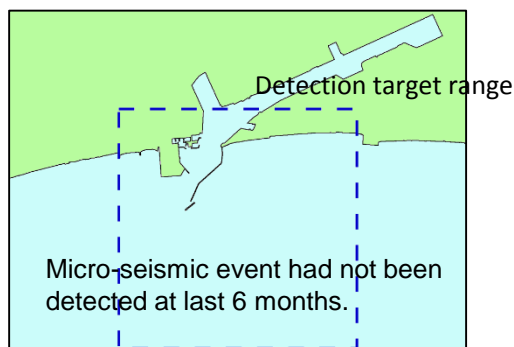 Detection target range
Micro-seismic event had not been
detected at last 6 months.